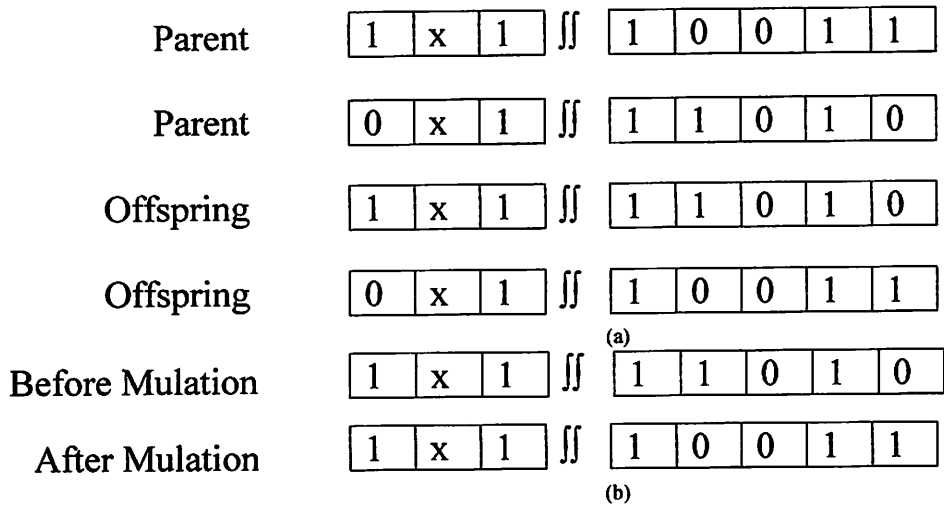 Parent 1 x 1 ∬ 1 0 0 1 1
Parent 0 x 1 ∬ 1 1 0 1 0
Offspring 1 x 1 ∬ 1 1 0 1 0
Offspring 0 x 1 ∬ 1 0 0 1 1
(a)
Before Mulation 1 x 1 ∬ 1 1 0 1 0
After Mulation 1 x 1 ∬ 1 0 0 1 1
(b)